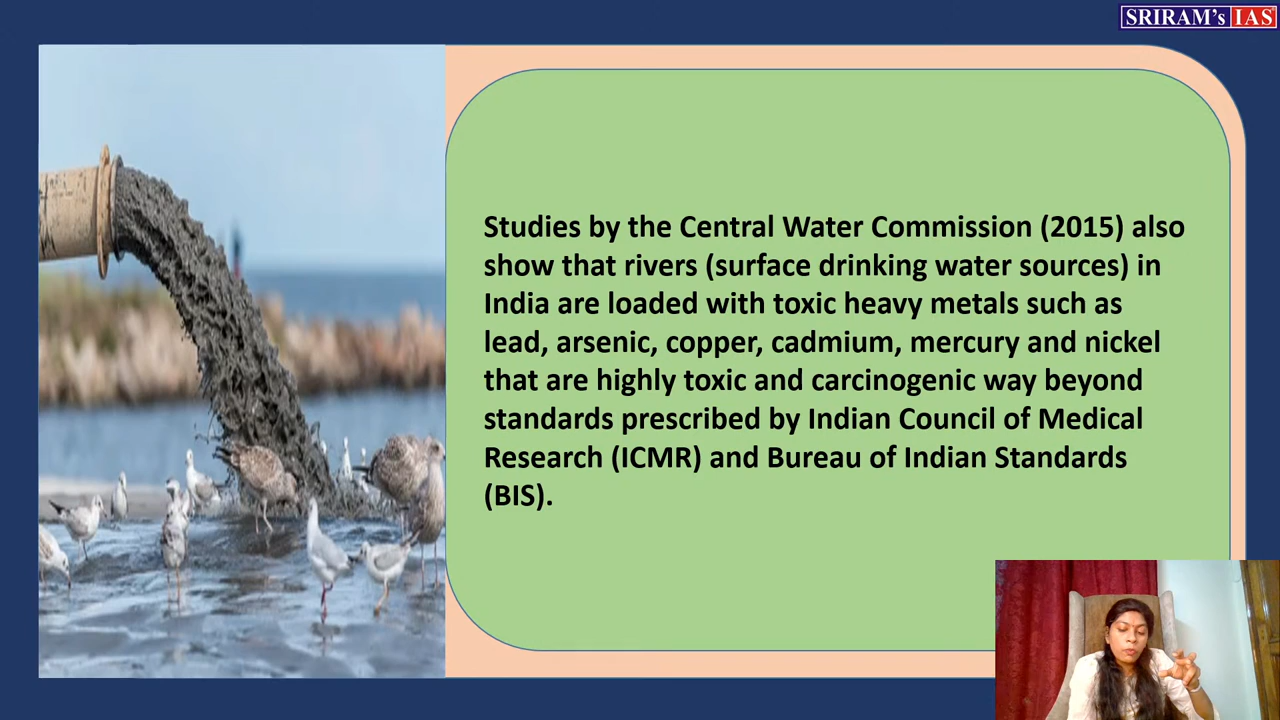 SRIRAM's IAS
Studies by the Central Water Commission (2015) also
show that rivers (surface drinking water sources) in
India are loaded with toxic heavy metals such as
lead, arsenic, copper, cadmium, mercury and nickel
that are highly toxic and carcinogenic way beyond
standards prescribed by Indian Council of Medical
Research (ICMR) and Bureau of Indian Standards
(BIS).